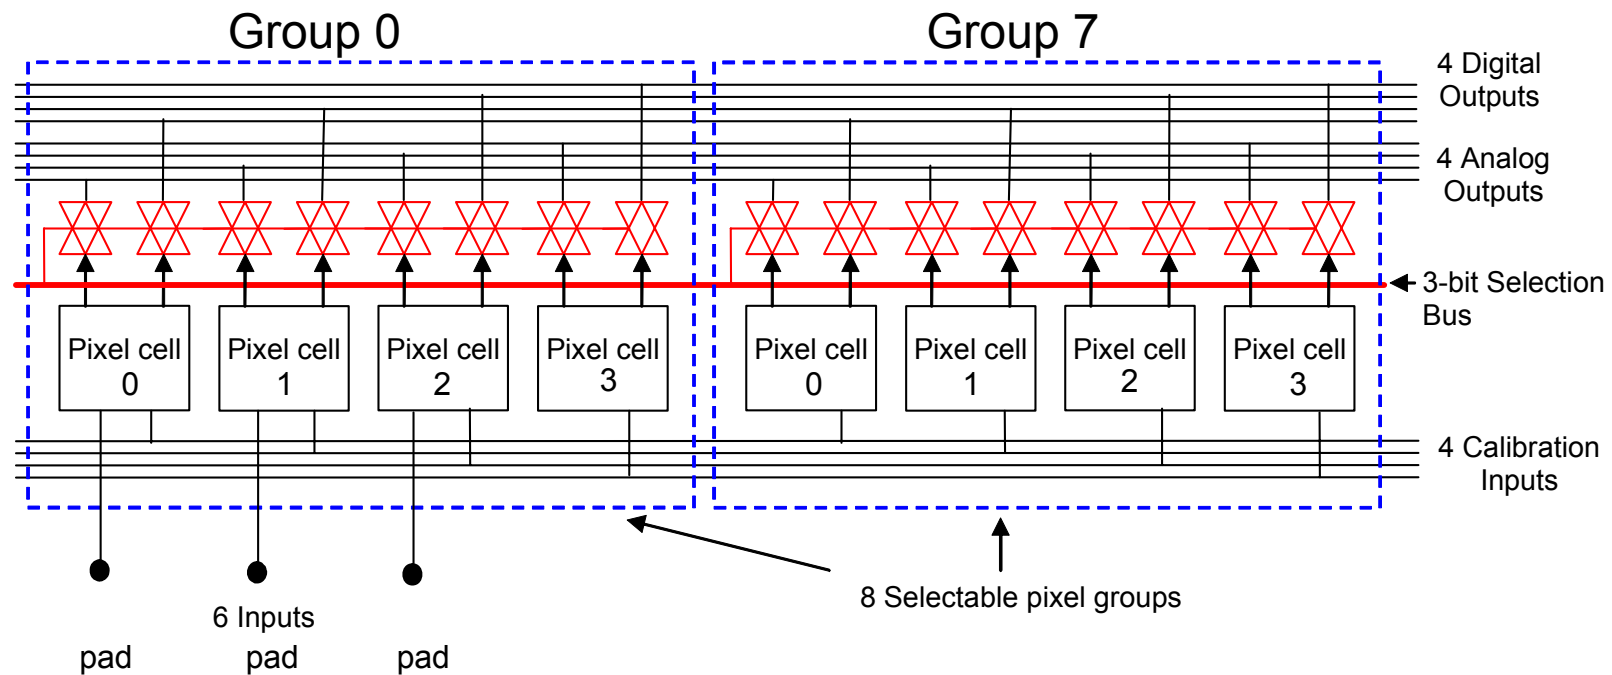 Group 0
Group 7
4 Digital
Outputs
4 Analog
Outputs
3-bit Selection
Bus
Pixel cell
0
Pixel cell
1
Pixel cell
2
Pixel cell
3
Pixel cell
0
Pixel cell
1
Pixel cell
2
Pixel cell
3
4 Calibration
Inputs
8 Selectable pixel groups
6 Inputs
pad
pad
pad